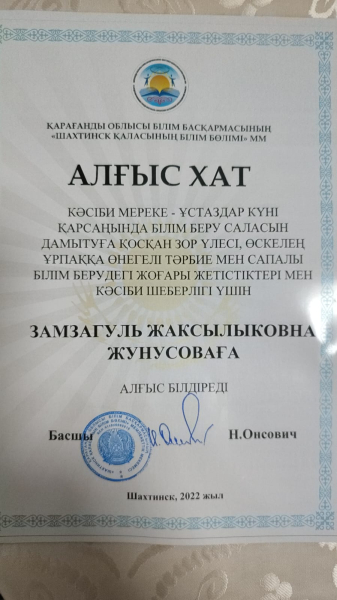 ҚАРАҒАНДЫ ОБЛЫСЫ БІЛІМ БАСҚАРМАСЫНЫҢ
«ШАХТИНСК ҚАЛАСЫНЫҢ БІЛІМ БӨЛІМІ» ММ
АЛҒЫС ХАТ
КӘСІБИ МЕРЕКЕ - ҰСТАЗДАР КҮНІ
ҚАРСАҢЫНДА БІЛІМ БЕРУ САЛАСЫН
ДАМЫТУҒА ҚОСҚАН ЗОР ҮЛЕСІ, ӨСКЕЛЕҢ
ҰРПАҚҚА ӨНЕГЕЛІ ТӘРБИЕ МЕН САПАЛЫ
БІЛІМ БЕРУДЕГІ ЖОҒАРЫ ЖЕТІСТІКТЕРІ МЕН
КӘСІБИ ШЕБЕРЛІГІ ҮШІН
ЗАМЗАГУЛЬ ЖАКСЫЛЫКОВНА
ЖУНУСОВАҒА
АЛҒЫС БІЛДІРЕДІ
Басшы Н.Онсович
Шахтинск, 2022 жыл